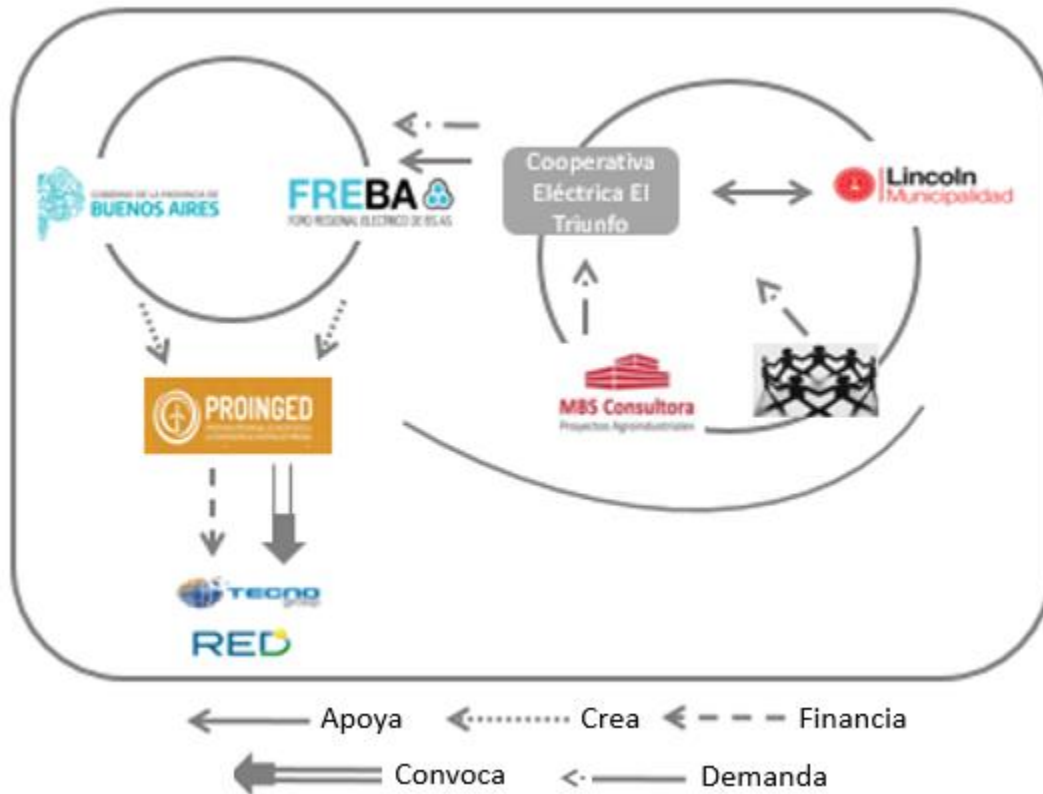 GOBIERNO DE LA PROVINCIA DE
BUENOS AIRES
FREBA
FORO REGIONAL ELECTRICO DE BS.AS
Cooperativa
Eléctrica El
Triunfo
Lincoln
Municipalidad
PROINGED
MBS Consultora
Proyectos Agroindustriales
TECNO
group
RED
Apoya
Crea
Financia
Convoca
Demanda